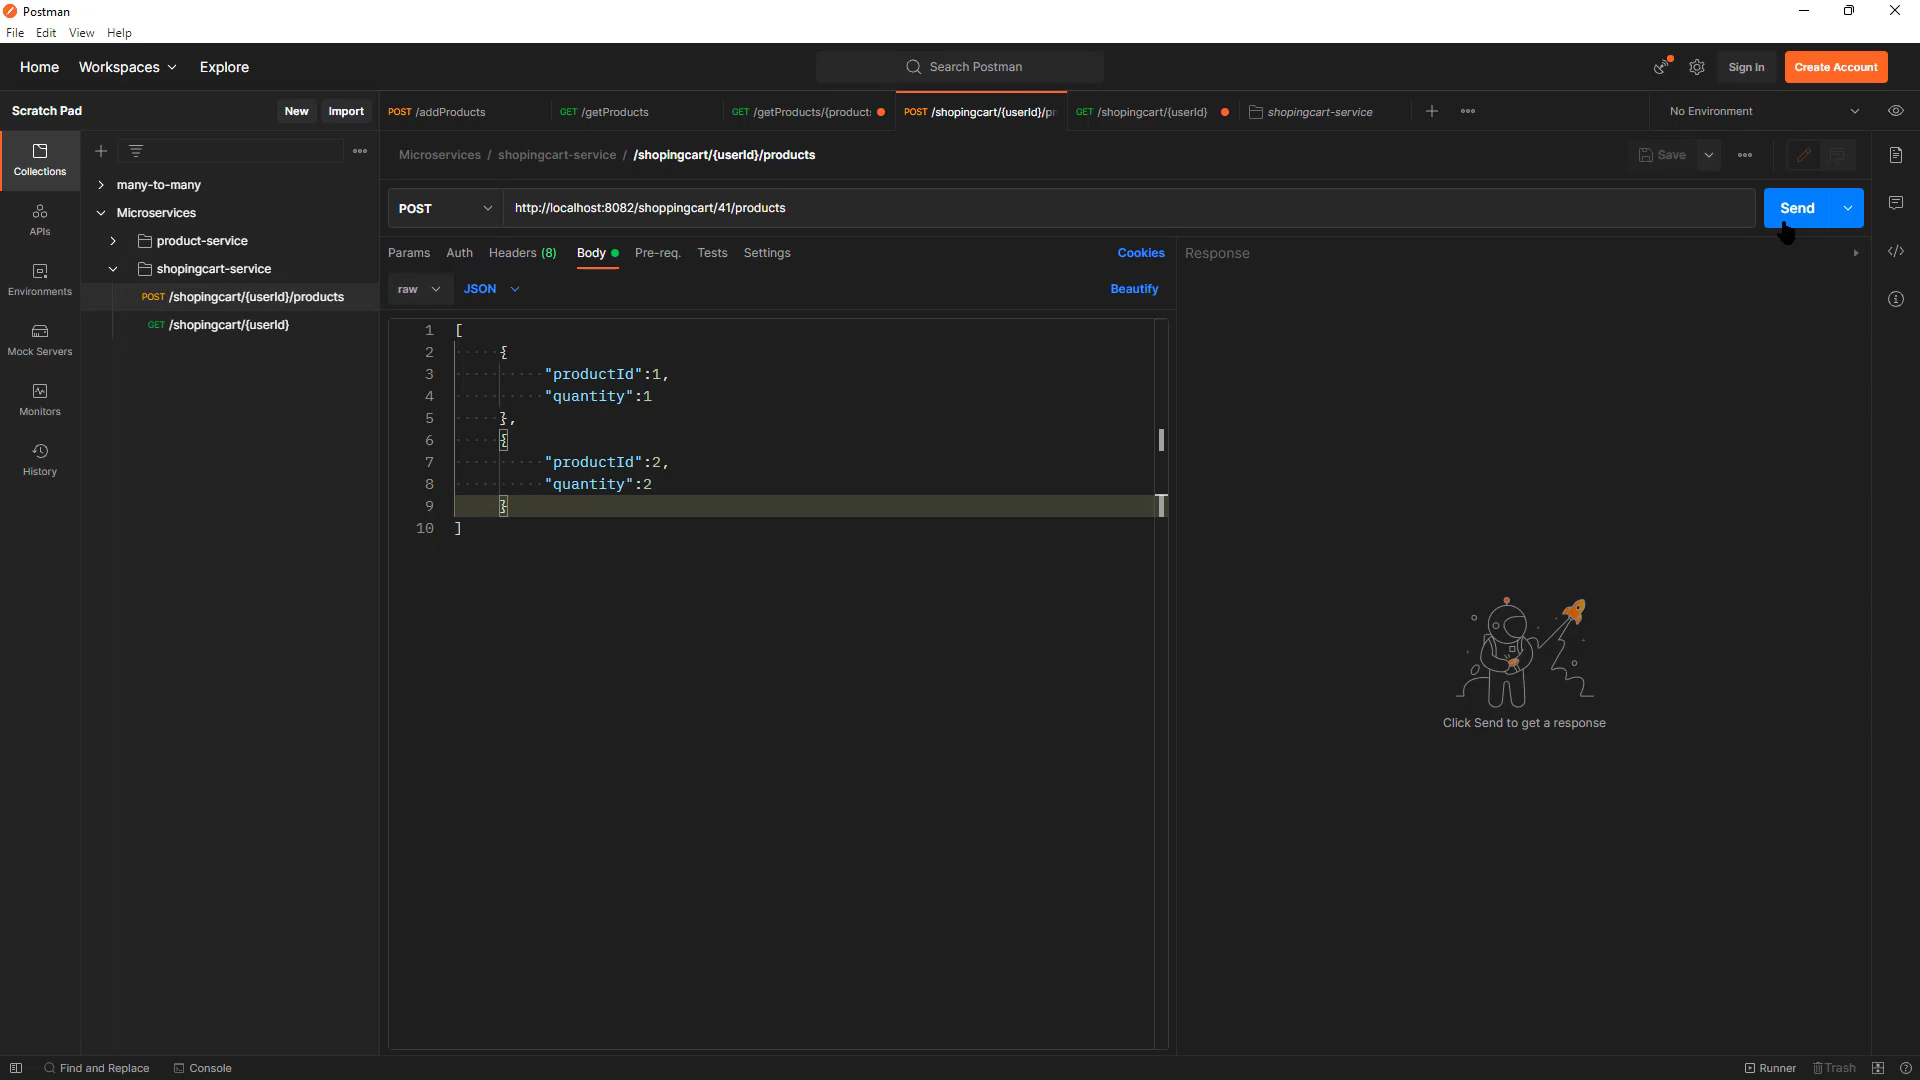 Postman
File Edit View Help
Home Workspaces Explore Search Postman Sign In Create Account
Scratch Pad New Import
POST /addProducts GET /getProducts GET /getProducts/{product: POST /shopingcart/{userId}/pr GET /shopingcart/{userId} shopingcart-service No Environment
Collections
APIs
Environments
Mock Servers
Monitors
History
many-to-many
Microservices
product-service
shopingcart-service
POST /shopingcart/{userId}/products
GET /shopingcart/{userId}
Microservices / shopingcart-service / /shopingcart/{userId}/products Save
POST http://localhost:8082/shoppingcart/41/products Send
Params Auth Headers (8) Body Pre-req. Tests Settings Cookies
raw JSON Beautify
1 [
2 {
3 "productId":1,
4 "quantity":1
5 },
6 {
7 "productId":2,
8 "quantity":2
9 }
10 ]
Response
Click Send to get a response
Find and Replace Console Runner Trash